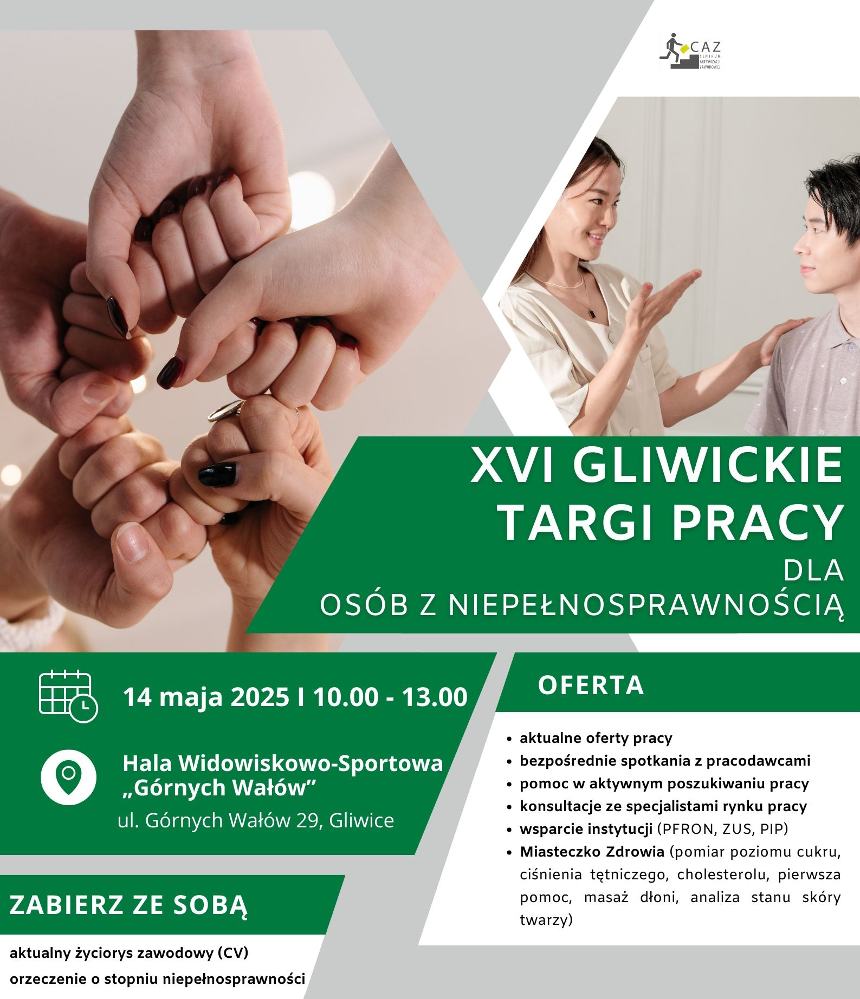 CAZ
CENTRUM
AKTYWIZACJI
ZAWODOWEJ
XVI GLIWICKIE
TARGI PRACY
DLA
OSÓB Z NIEPEŁNOSPRAWNOŚCIĄ
14 maja 2025 I 10.00 - 13.00
Hala Widowiskowo-Sportowa
„Górnych Wałów”
ul. Górnych Wałów 29, Gliwice
OFERTA
• aktualne oferty pracy
• bezpośrednie spotkania z pracodawcami
• pomoc w aktywnym poszukiwaniu pracy
• konsultacje ze specjalistami rynku pracy
• wsparcie instytucji (PFRON, ZUS, PIP)
• Miasteczko Zdrowia (pomiar poziomu cukru,
ciśnienia tętniczego, cholesterolu, pierwsza
pomoc, masaż dłoni, analiza stanu skóry
twarzy)
ZABIERZ ZE SOBĄ
aktualny życiorys zawodowy (CV)
orzeczenie o stopniu niepełnosprawności